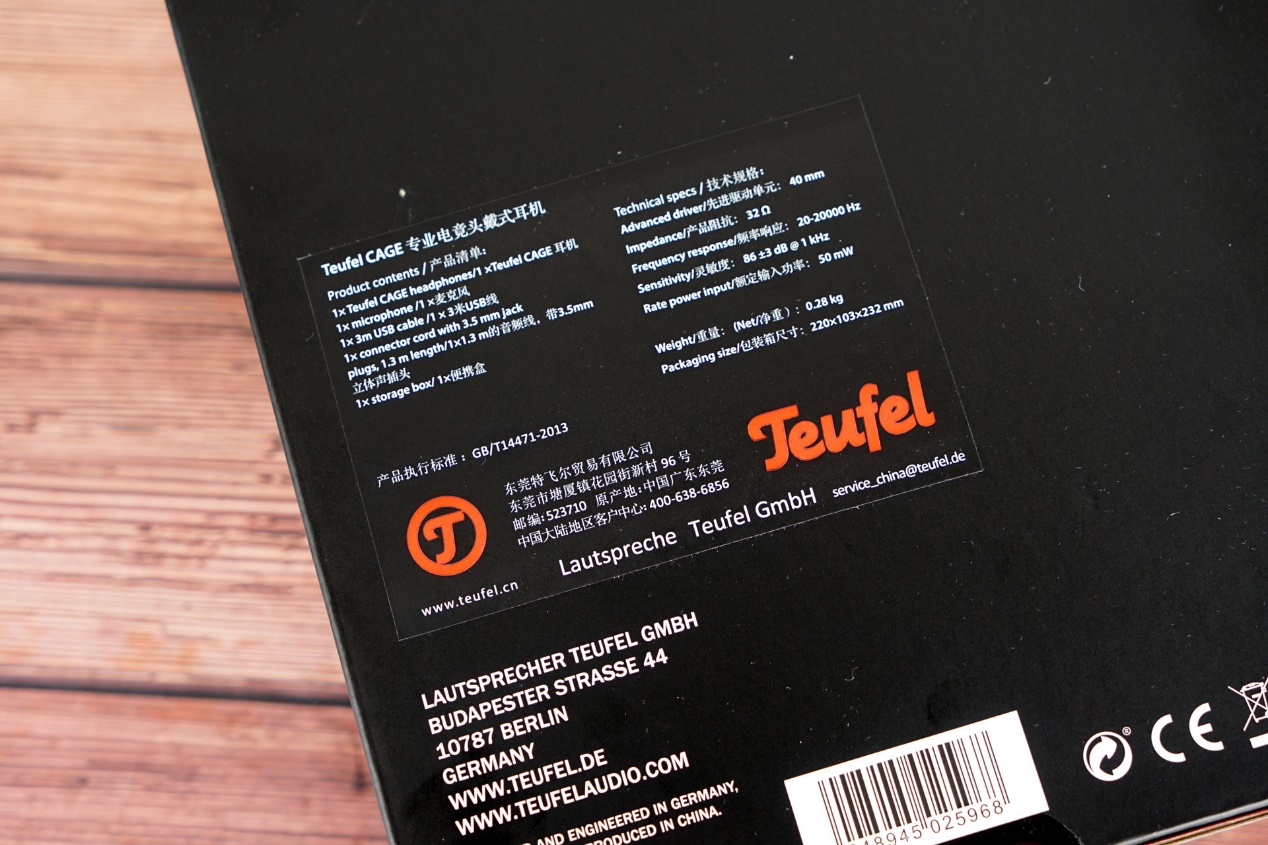 Teufel CAGE 专业电竞头戴式耳机
Product contents / 产品清单:
1×Teufel CAGE headphones/1 ×Teufel CAGE 耳机
1× microphone /1 ×麦克风
1× 3m USB cable /1 × 3米USB线
1× connector cord with 3.5 mm jack
plugs, 1.3 m length/1×1.3 m的音频线，带3.5mm
立体声插头
1× storage box/ 1×便携盒
Technical specs / 技术规格:
Advanced driver/先进驱动单元: 40 mm
Impedance/产品阻抗: 32 Ω
Frequency response/频率响应: 20-20000 Hz
Sensitivity/灵敏度: 86 ±3 dB @ 1 kHz
Rate power input/额定输入功率: 50 mW
Weight/重量: (Net/净重): 0.28 kg
Packaging size/包装箱尺寸: 220×103×232 mm
产品执行标准: GB/T14471-2013
东莞特飞尔贸易有限公司
东莞市塘厦镇花园街新村 96 号
邮编: 523710 原产地: 中国广东东莞
中国大陆地区客户中心: 400-638-6856
Teufel
T
www.teufel.cn
Lautspreche Teufel GmbH
service_china@teufel.de
LAUTSPRECHER TEUFEL GMBH
BUDAPESTER STRASSE 44
10787 BERLIN
GERMANY
WWW.TEUFEL.DE
WWW.TEUFELAUDIO.COM
AND ENGINEERED IN GERMANY,
PRODUCED IN CHINA.
48945 025968
®
CE